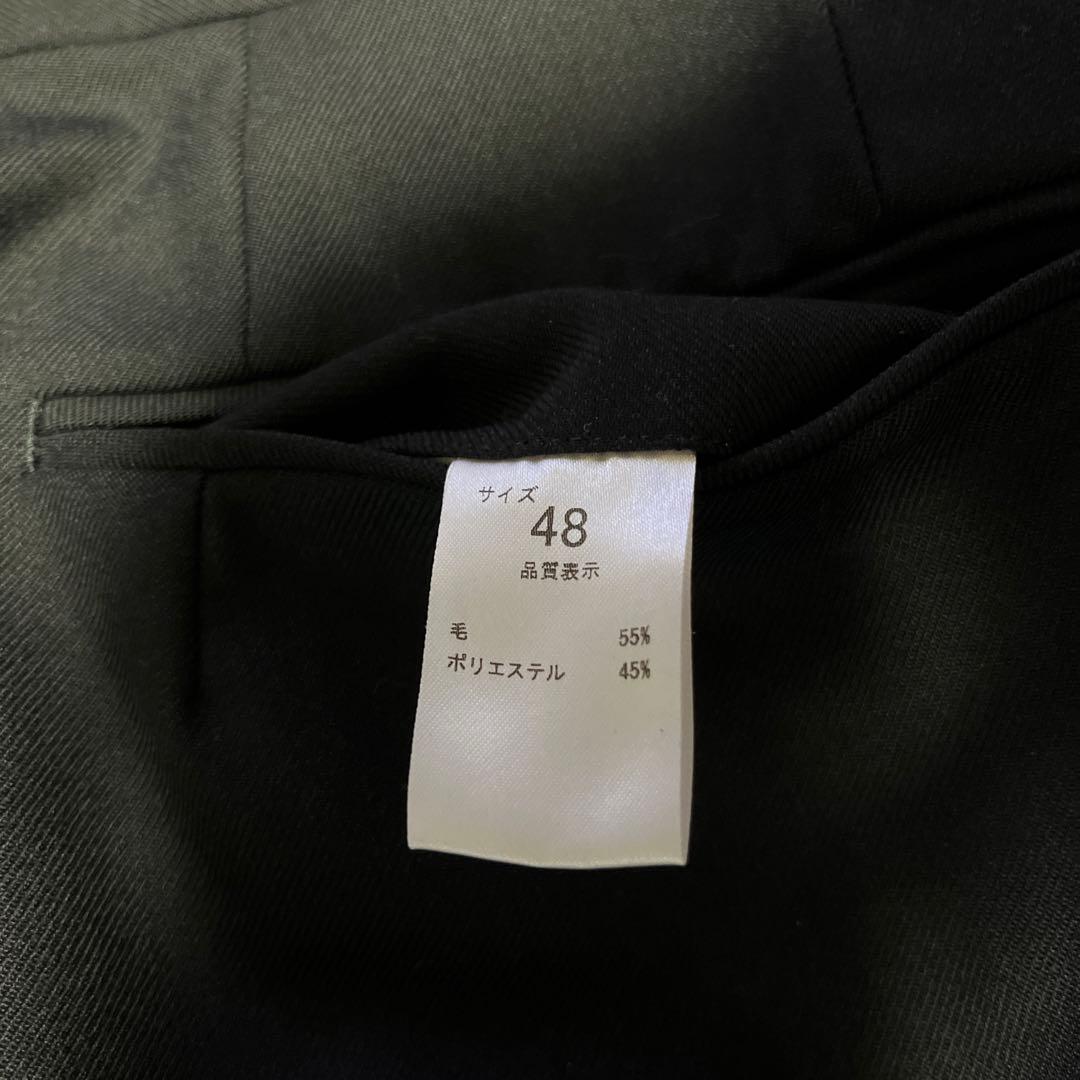 サイズ
48
品質表示
毛 55%
ポリエステル 45%